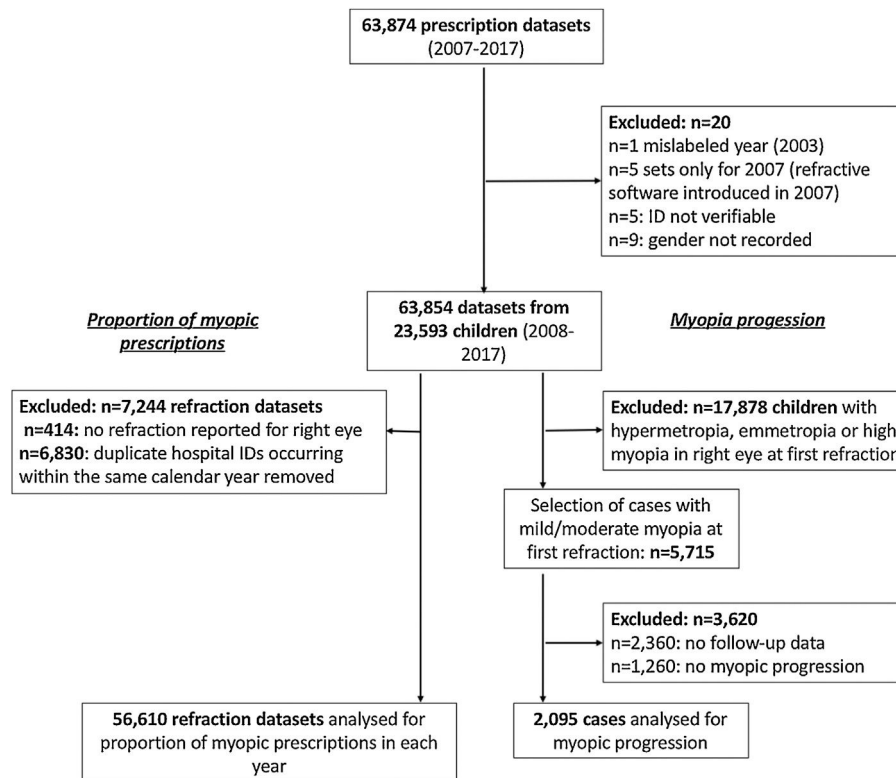 63,874 prescription datasets
(2007-2017)
Excluded: n=20
n=1 mislabeled year (2003)
n=5 sets only for 2007 (refractive
software introduced in 2007)
n=5: ID not verifiable
n=9: gender not recorded
63,854 datasets from
23,593 children (2008-
2017)
Proportion of myopic
prescriptions
Myopia progession
Excluded: n=7,244 refraction datasets
n=414: no refraction reported for right eye
n=6,830: duplicate hospital IDs occurring
within the same calendar year removed
Excluded: n=17,878 children with
hypermetropia, emmetropia or high
myopia in right eye at first refraction
Selection of cases with
mild/moderate myopia at
first refraction: n=5,715
Excluded: n=3,620
n=2,360: no follow-up data
n=1,260: no myopic progression
56,610 refraction datasets analysed for
proportion of myopic prescriptions in each
year
2,095 cases analysed for
myopic progression